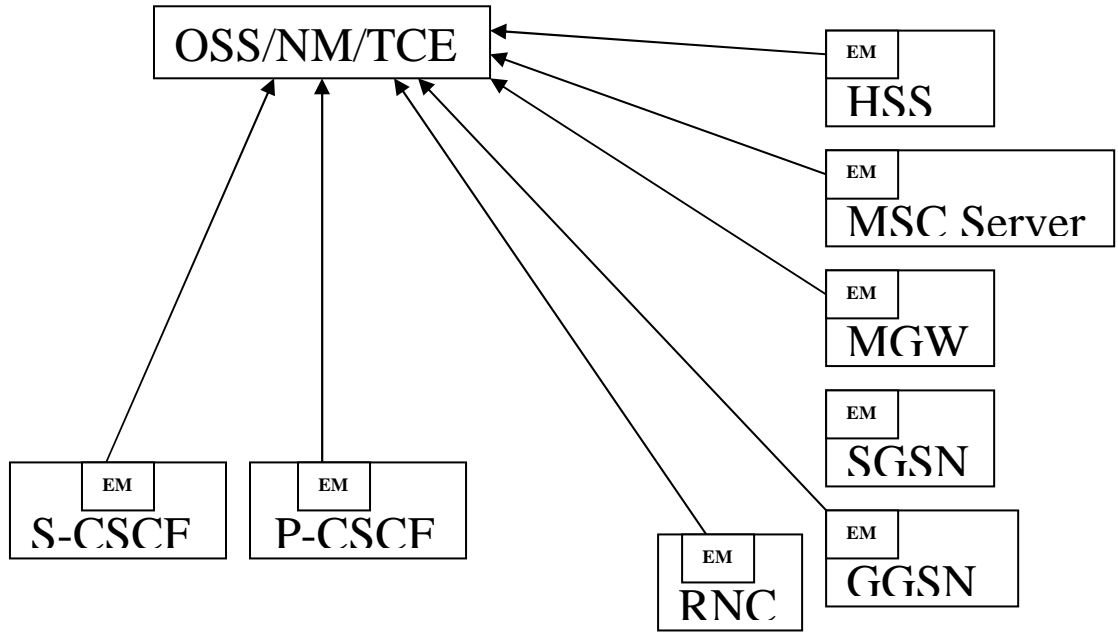 OSS/NM/TCE
EM
HSS
EM
MSC Server
EM
MGW
EM
SGSN
EM
GGSN
EM
S-CSCF
EM
P-CSCF
EM
RNC